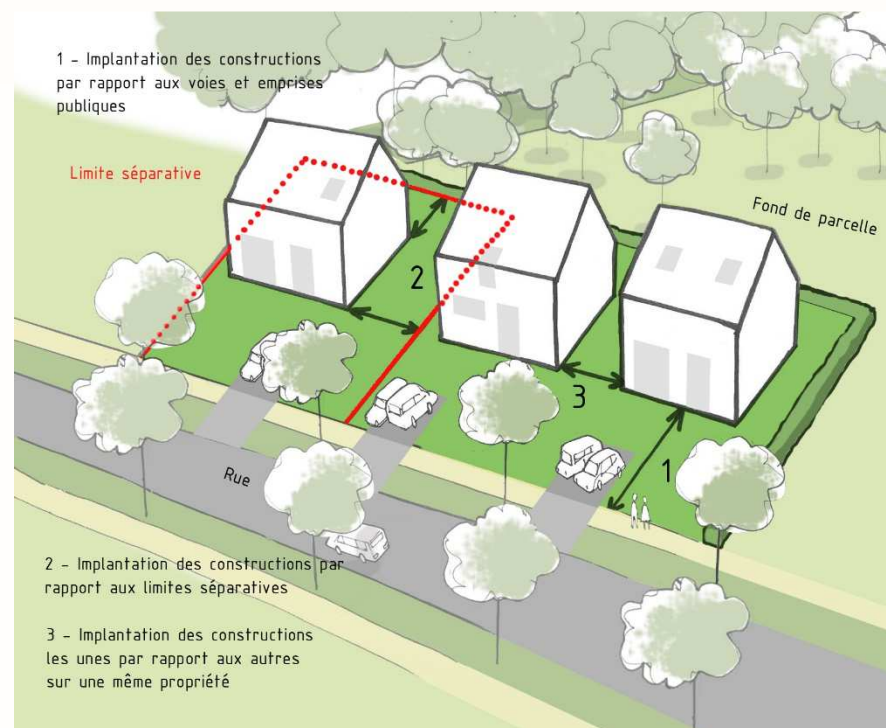 1 - Implantation des constructions
par rapport aux voies et emprises
publiques
Limite séparative
Fond de parcelle
2
3
1
Rue
2 - Implantation des constructions par
rapport aux limites séparatives
3 - Implantation des constructions
les unes par rapport aux autres
sur une même propriété